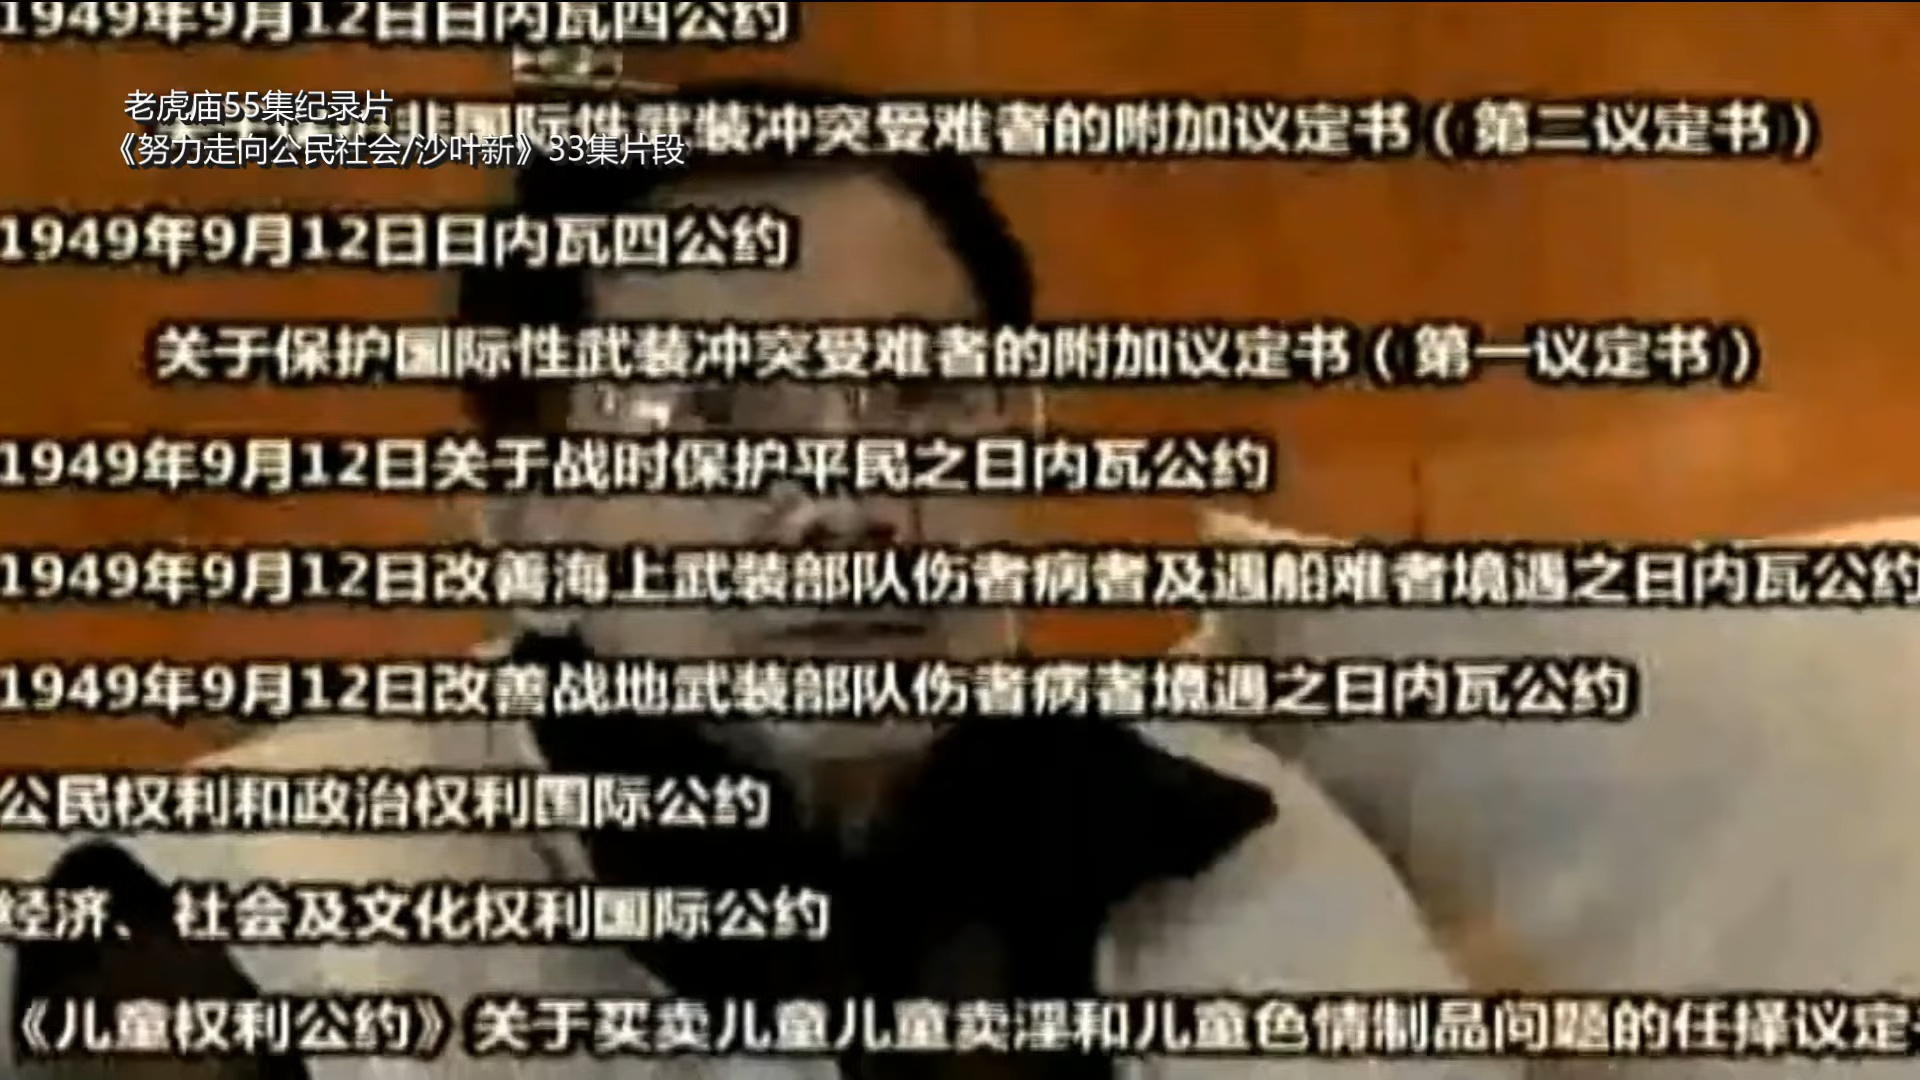 1949年9月12日日内瓦四公约
老虎庙55集纪录片
非国际性武装冲突受难者的附加议定书（第二议定书）
《努力走向公民社会/沙叶新》33集片段
1949年9月12日日内瓦四公约
关于保护国际性武装冲突受难者的附加议定书（第一议定书）
1949年9月12日关于战时保护平民之日内瓦公约
1949年9月12日改善海上武装部队伤者病者及遇船难者境遇之日内瓦公约
1949年9月12日改善战地武装部队伤者病者境遇之日内瓦公约
公民权利和政治权利国际公约
经济、社会及文化权利国际公约
《儿童权利公约》关于买卖儿童儿童卖淫和儿童色情制品问题的任择议定